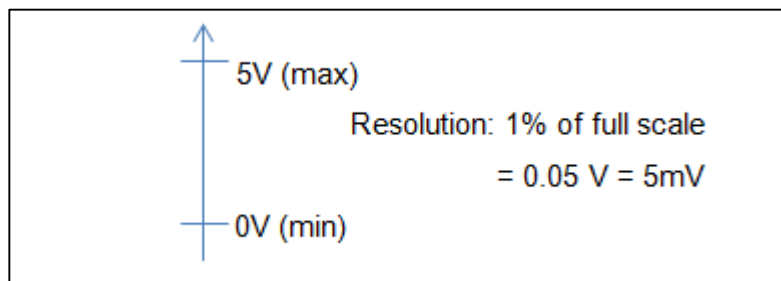 5V (max)
Resolution: 1% of full scale
= 0.05 V = 5mV
0V (min)